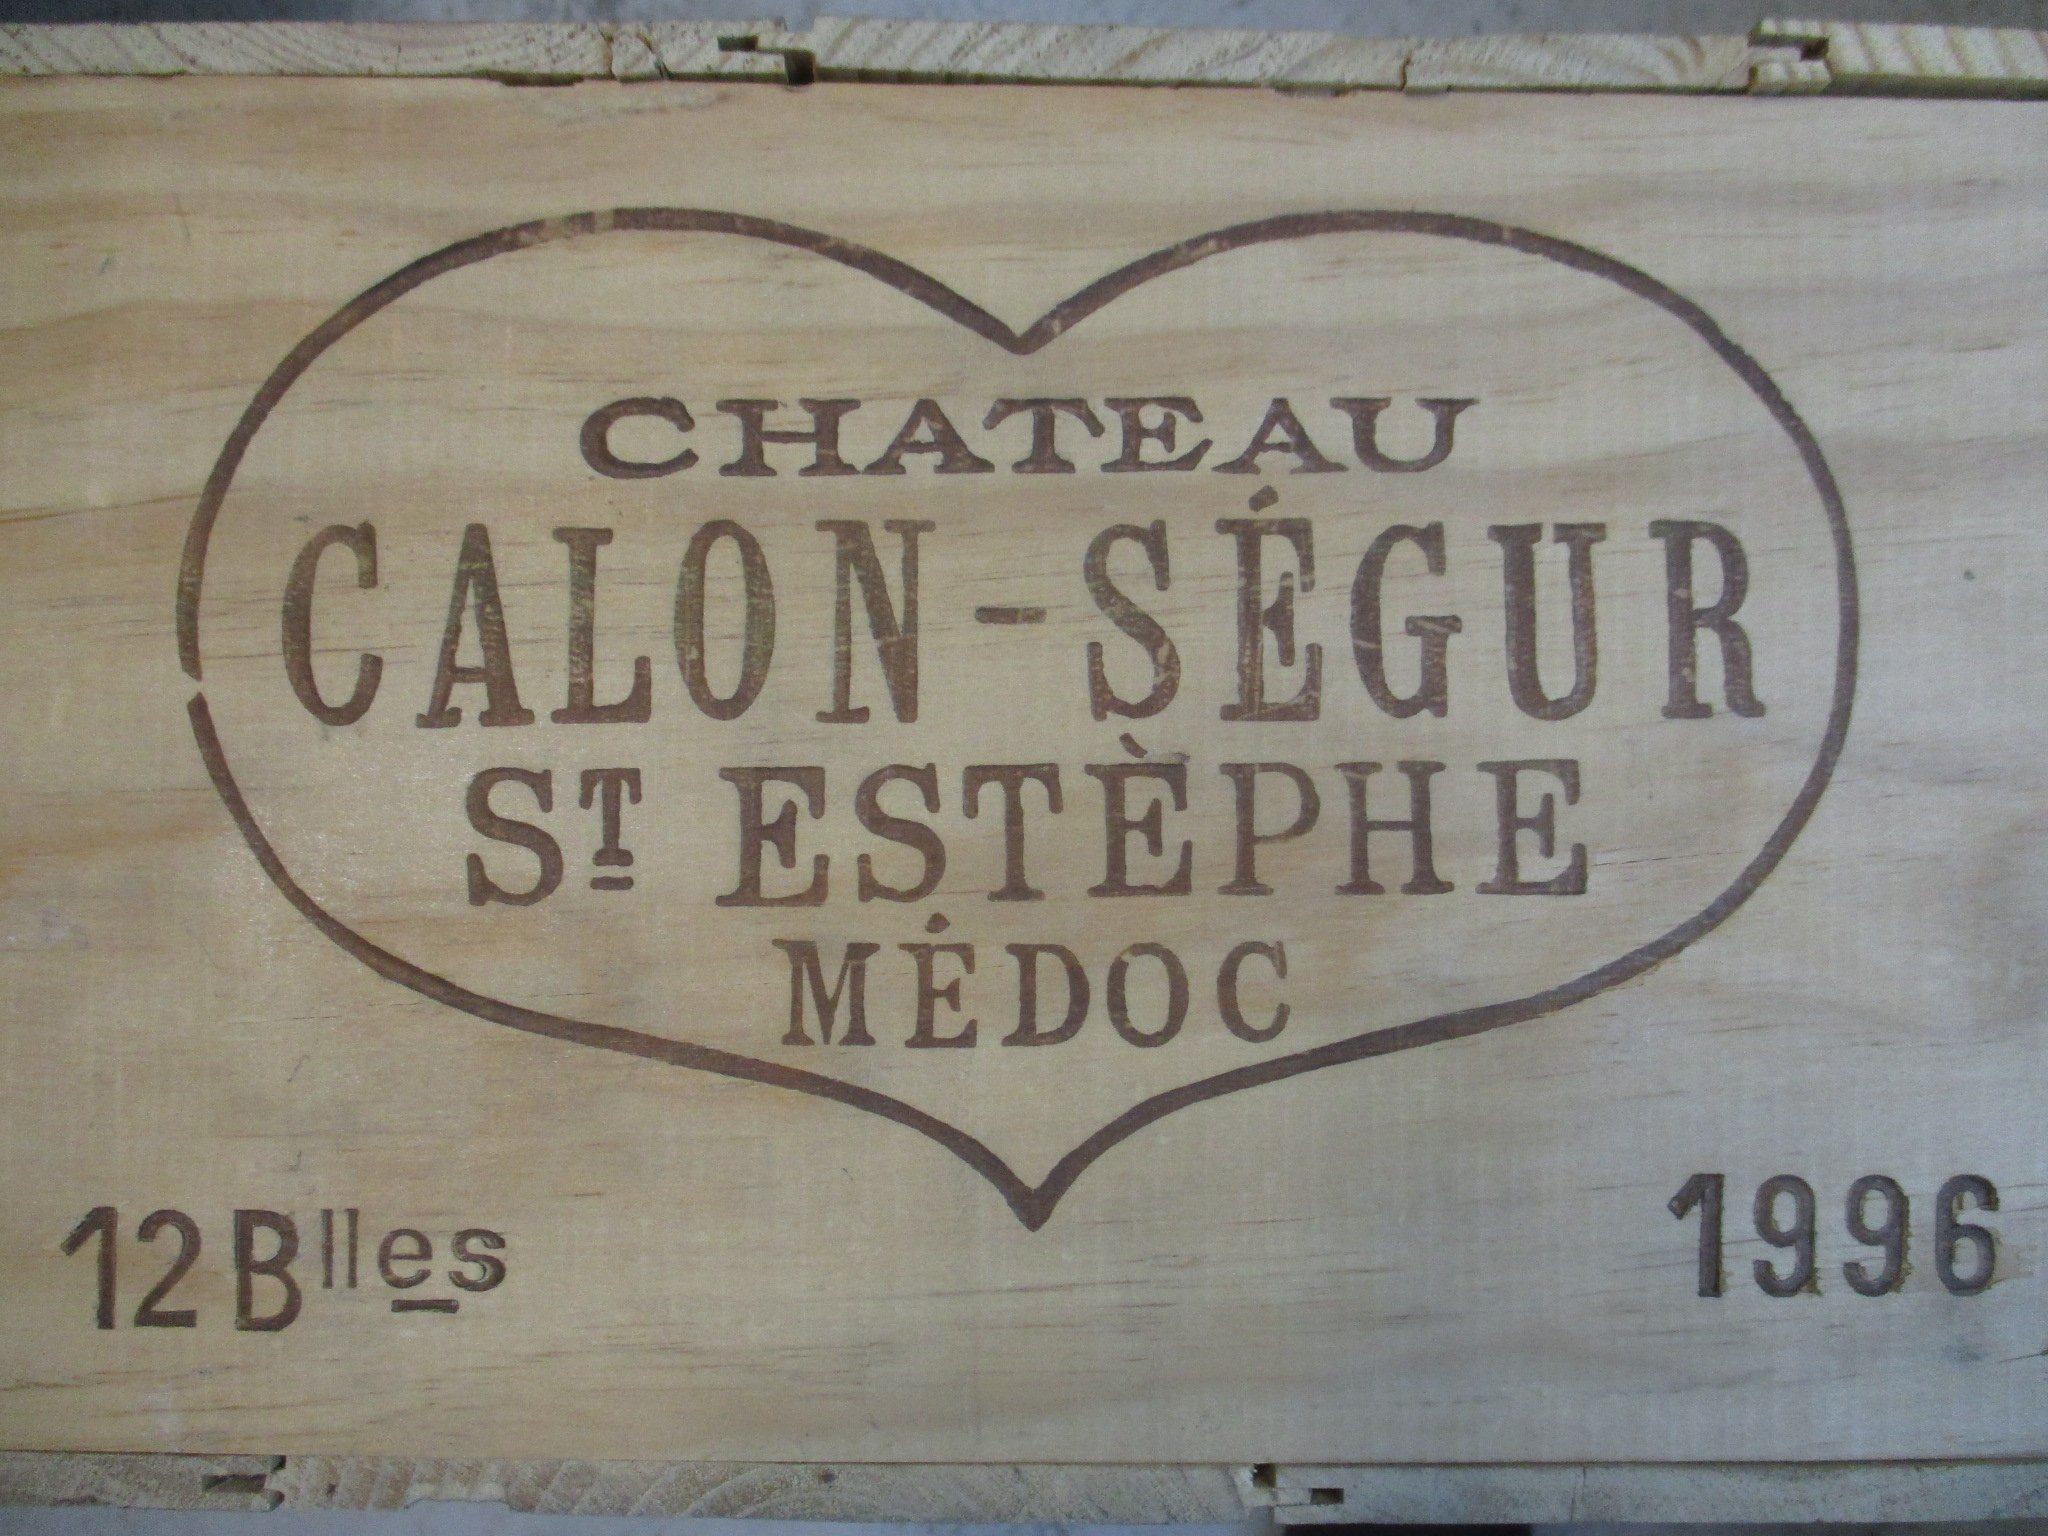 CHATEAU
CALON-SÉGUR
ST ESTÈPHE
MÉDOC
12 Blles
1996